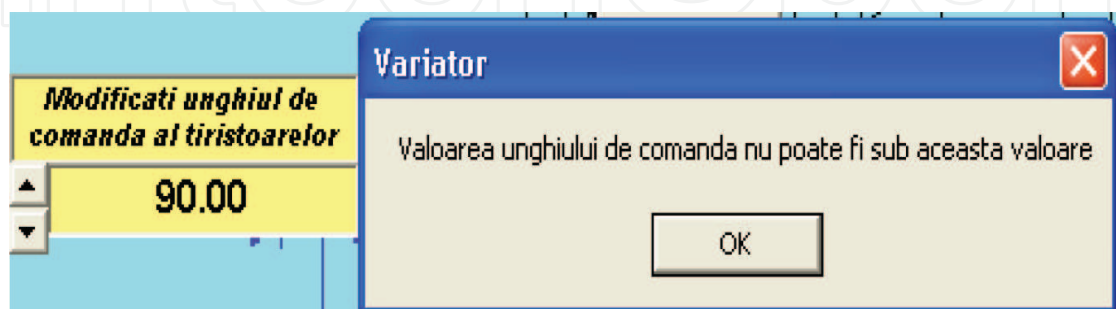 Modificati unghiul de
comanda al tiristoarelor
90.00
Variator
Valoarea unghiului de comanda nu poate fi sub aceasta valoare
OK